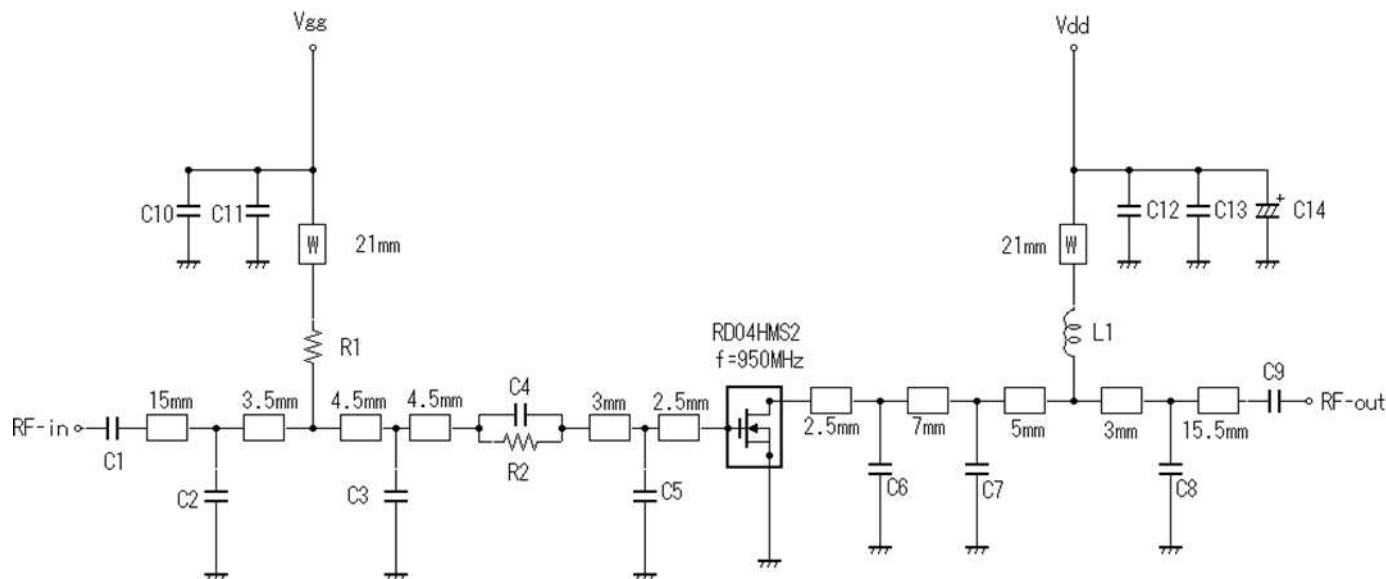 Vgg
Vdd
C10
C11
W
21mm
21mm
W
C12
C13
+
C14
R1
RD04HMS2
f=950MHz
L1
RF-in
C1
15mm
3.5mm
4.5mm
4.5mm
C4
R2
3mm
2.5mm
2.5mm
7mm
5mm
3mm
15.5mm
C9
RF-out
C2
C3
C5
C6
C7
C8